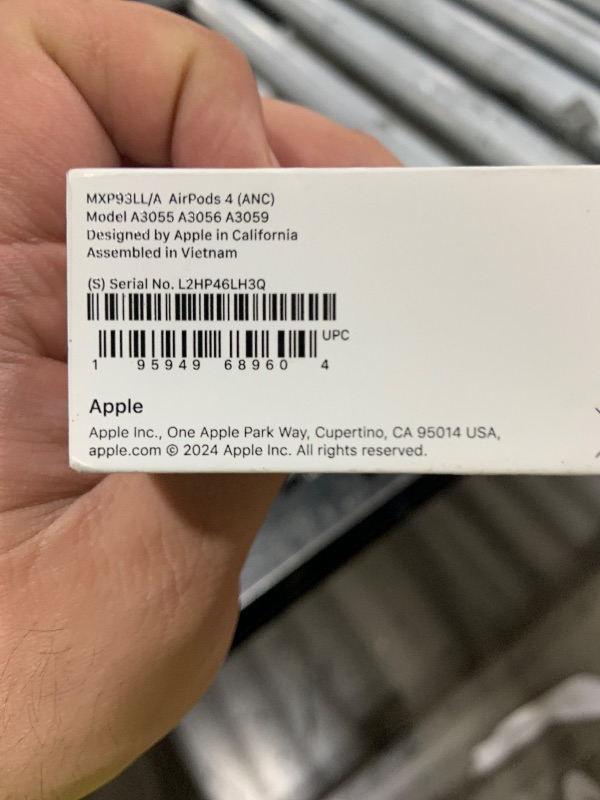 MXP93LL/A AirPods 4 (ANC)
Model A3055 A3056 A3059
Designed by Apple in California
Assembled in Vietnam
(S) Serial No. L2HP46LH3Q
UPC
1 95949 68960 4
Apple
Apple Inc., One Apple Park Way, Cupertino, CA 95014 USA,
apple.com © 2024 Apple Inc. All rights reserved.